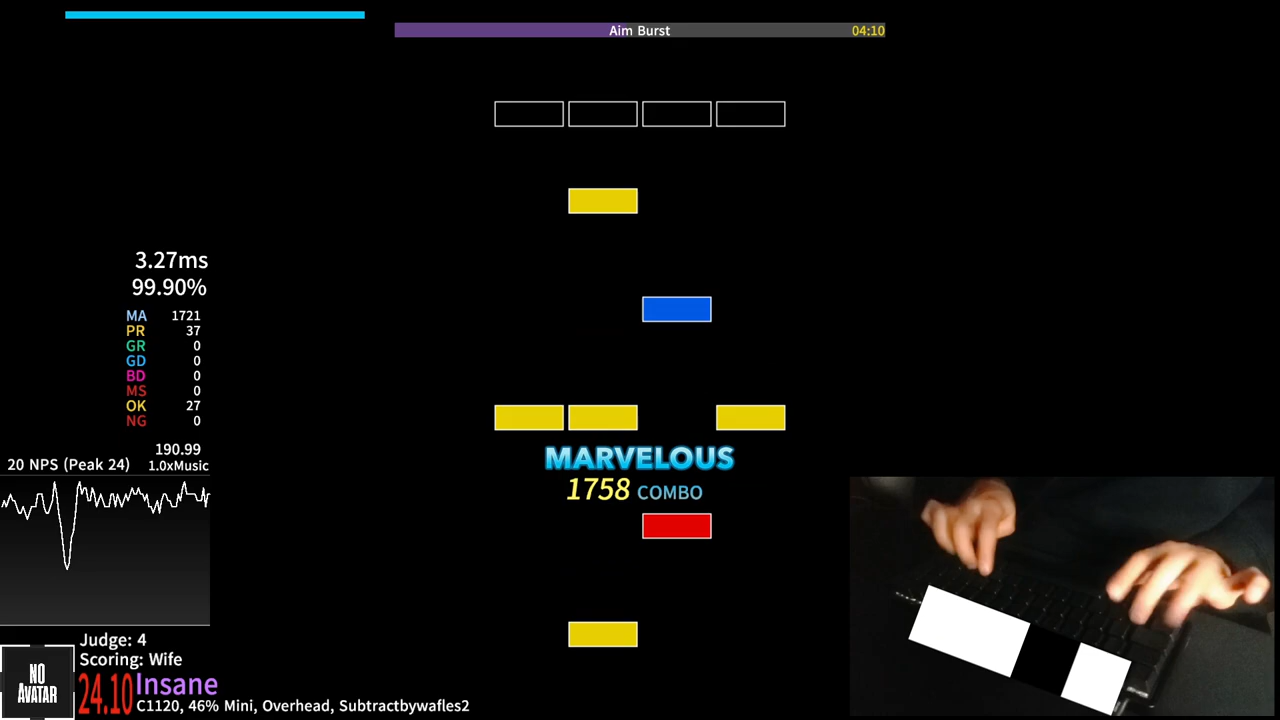 Aim Burst 04:10
3.27ms
99.90%
MA 1721
PR 37
GR 0
GD 0
BD 0
MS 0
OK 27
NG 0
190.99
20 NPS (Peak 24) 1.0xMusic
MARVELOUS
1758 COMBO
Judge: 4
Scoring: Wife
NO AVATAR
24.10 Insane
C1120, 46% Mini, Overhead, Subtractbywafles2